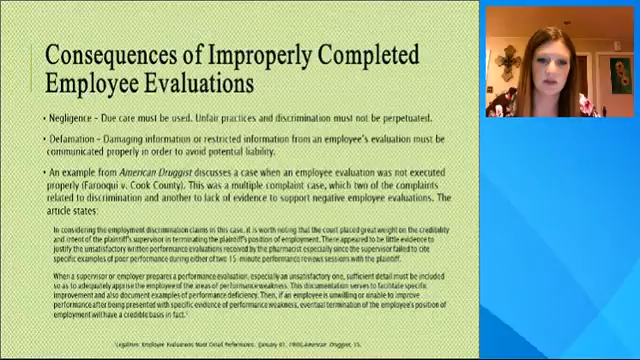 Consequences of Improperly Completed
Employee Evaluations
• Negligence – Due care must be used. Unfair practices and discrimination must not be perpetuated.
• Defamation – Damaging information or restricted information from an employee's evaluation must be
communicated properly in order to avoid potential liability.
• An example from American Druggist discusses a case when an employee evaluation was not executed
properly (Farooqui v. Cook County). This was a multiple complaint case, which two of the complaints
related to discrimination and another to lack of evidence to support negative employee evaluations. The
article states:
In considering the employment discrimination claims in this case, it is worth noting that the court placed great weight on the credibility
and intent of the plaintiff's supervisor in terminating the plaintiff's position of employment. There appeared to be little evidence to
justify the unsatisfactory written performance evaluations received by the pharmacist especially since the supervisor failed to cite
specific examples of poor performance during either of two 15-minute performance reviews sessions with the plaintiff.
When a supervisor or employer prepares a performance evaluation, especially an unsatisfactory one, sufficient detail must be included
so as to adequately apprise the employee of the areas of performance weakness. This documentation serves to facilitate specific
improvement and also document examples of performance deficiency. Then, if an employee is unwilling or unable to improve
performance after being presented with specific evidence of performance weakness, eventual termination of the employee's position of
employment will have a credible basis in fact.¹
Employee Evaluations Must Detail Performance. American Druggist,